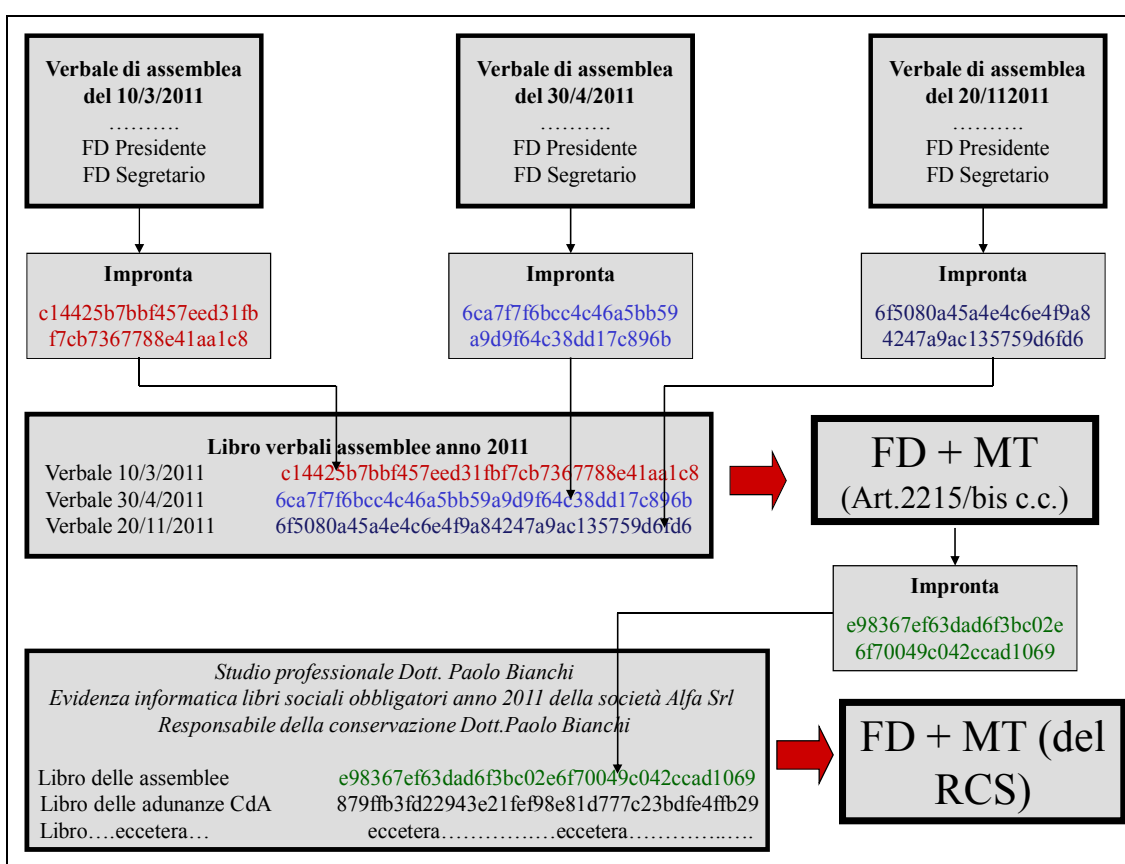 Verbale di assemblea
del 10/3/2011
……….
FD Presidente
FD Segretario
Verbale di assemblea
del 30/4/2011
……….
FD Presidente
FD Segretario
Verbale di assemblea
del 20/112011
……….
FD Presidente
FD Segretario
Impronta
c14425b7bbf457eed31fb
f7cb7367788e41aa1c8
Impronta
6ca7f7f6bcc4c46a5bb59
a9d9f64c38dd17c896b
Impronta
6f5080a45a4e4c6e4f9a8
4247a9ac135759d6fd6
Libro verbali assemblee anno 2011
Verbale 10/3/2011 c14425b7bbf457eed31fbf7cb7367788e41aa1c8
Verbale 30/4/2011 6ca7f7f6bcc4c46a5bb59a9d9f64c38dd17c896b
Verbale 20/11/2011 6f5080a45a4e4c6e4f9a84247a9ac135759d6fd6
FD + MT
(Art.2215/bis c.c.)
Impronta
e98367ef63dad6f3bc02e
6f70049c042ccad1069
Studio professionale Dott. Paolo Bianchi
Evidenza informatica libri sociali obbligatori anno 2011 della società Alfa Srl
Responsabile della conservazione Dott.Paolo Bianchi
Libro delle assemblee e98367ef63dad6f3bc02e6f70049c042ccad1069
Libro delle adunanze CdA 879ffb3fd22943e21fef98e81d777c23bdfe4ffb29
Libro….eccetera… eccetera………….eccetera…………..….
FD + MT (del
RCS)